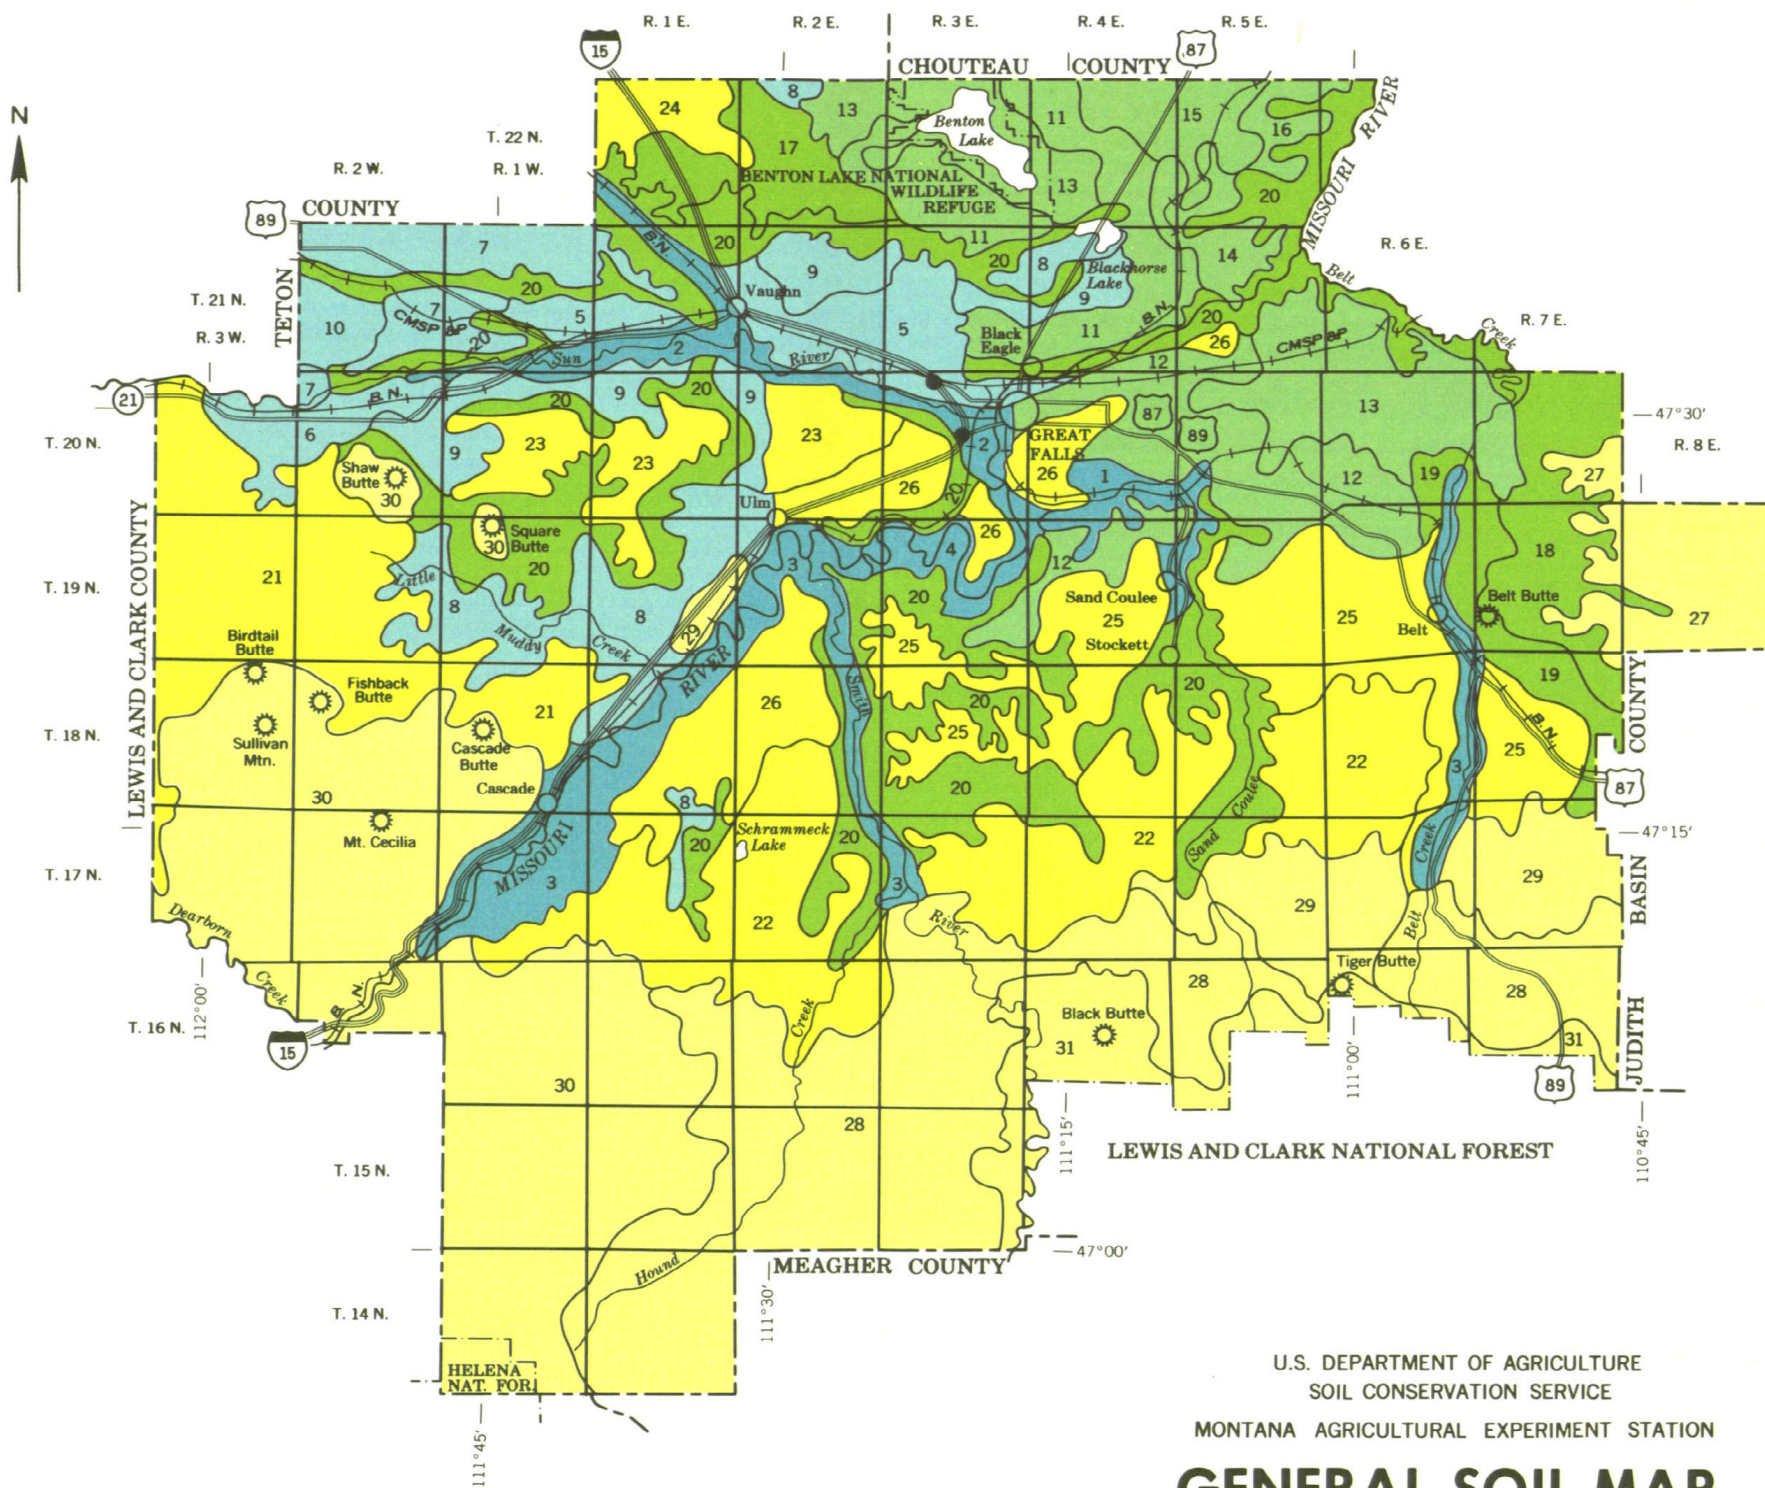 R. 1 E.
R. 2 E.
R. 3 E.
R. 4 E.
R. 5 E.
15
87
CHOUTEAU COUNTY
N
24
8
13
Benton
Lake
11
15
16
MISSOURI RIVER
T. 22 N.
R. 2 W.
R. 1 W.
17
BENTON LAKE NATIONAL
WILDLIFE
REFUGE
13
20
89
COUNTY
7
B.N.
20
9
11
20
8
Blackhorse
Lake
9
14
MISSOURI RIVER
R. 6 E.
Belt
Creek
TETON
T. 21 N.
R. 3 W.
20
Vaughn
10
7
CMSP &P
20
5
Sun
2
River
5
Black
Eagle
11
B.N.
20
26
12
CMSP &P
R. 7 E.
21
7
B.N.
20
9
20
9
23
2
87
89
13
47°30'
T. 20 N.
6
9
23
23
GREAT
FALLS
26
1
12
19
27
R. 8 E.
Shaw
Butte
30
Ulm
26
20
LEWIS AND CLARK COUNTY
Square
Butte
30
20
3
4
26
12
18
T. 19 N.
21
Little
Muddy
Creek
8
8
29
RIVER
20
25
Sand Coulee
25
Stockett
25
Belt
Belt Butte
27
Birdtail
Butte
Fishback
Butte
Sullivan
Mtn.
21
Cascade
Butte
Cascade
26
Smith
20
25
20
20
22
3
19
B.N.
25
87
JUDITH BASIN COUNTY
T. 18 N.
30
Mt. Cecilia
MISSOURI
8
Schrammeck
Lake
20
20
3
22
Sand Coulee
Creek
47°15'
T. 17 N.
3
22
River
29
Belt
29
Dearborn
Creek
B. N.
15
T. 16 N.
112°00'
Creek
Black Butte
31
28
Tiger Butte
28
31
89
111°00'
30
28
111°15'
LEWIS AND CLARK NATIONAL FOREST
110°45'
T. 15 N.
Hound
47°00'
MEAGHER COUNTY
111°30'
T. 14 N.
HELENA
NAT. FOR.
111°45'
U.S. DEPARTMENT OF AGRICULTURE
SOIL CONSERVATION SERVICE
MONTANA AGRICULTURAL EXPERIMENT STATION
GENERAL SOIL MAP